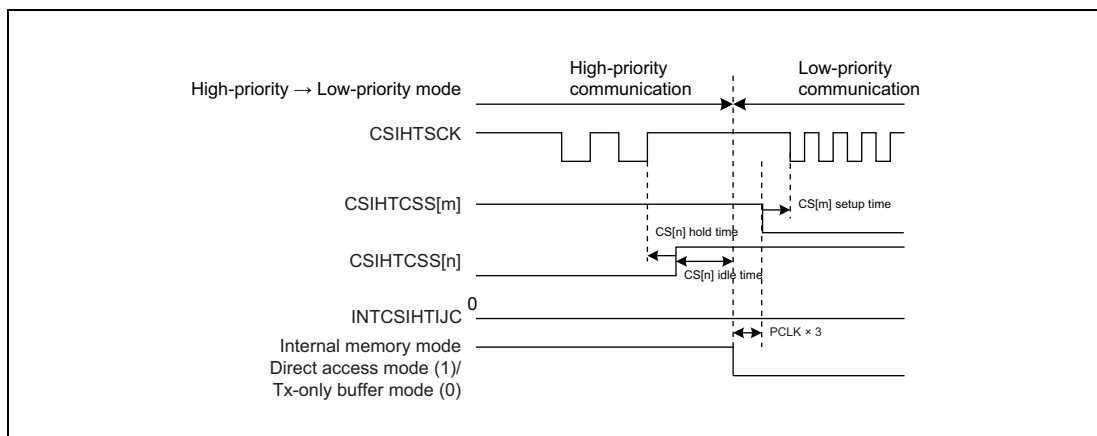 High-priority
communication
Low-priority
communication
High-priority → Low-priority mode
CSIHTSCK
CSIHTCSS[m]
CS[m] setup time
CS[n] hold time
CSIHTCSS[n]
CS[n] idle time
0
INTCSIHTIJC
PCLK × 3
Internal memory mode
Direct access mode (1)/
Tx-only buffer mode (0)